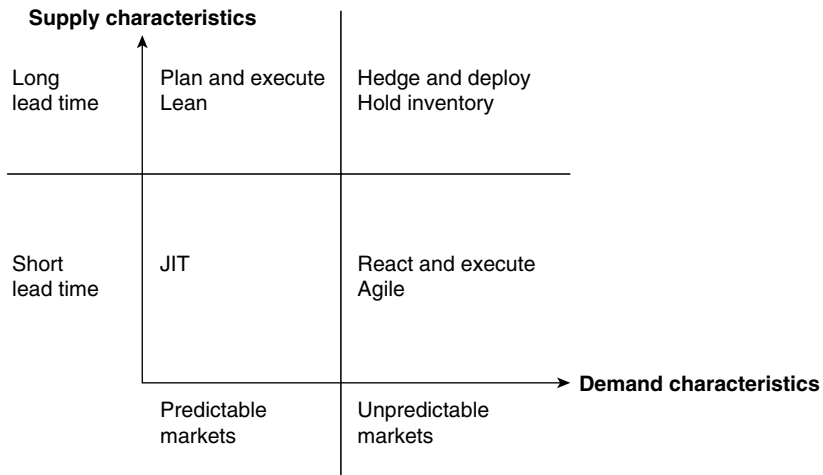 Supply characteristics
Long
lead time
Plan and execute
Lean
Hedge and deploy
Hold inventory
Short
lead time
JIT
React and execute
Agile
Demand characteristics
Predictable
markets
Unpredictable
markets